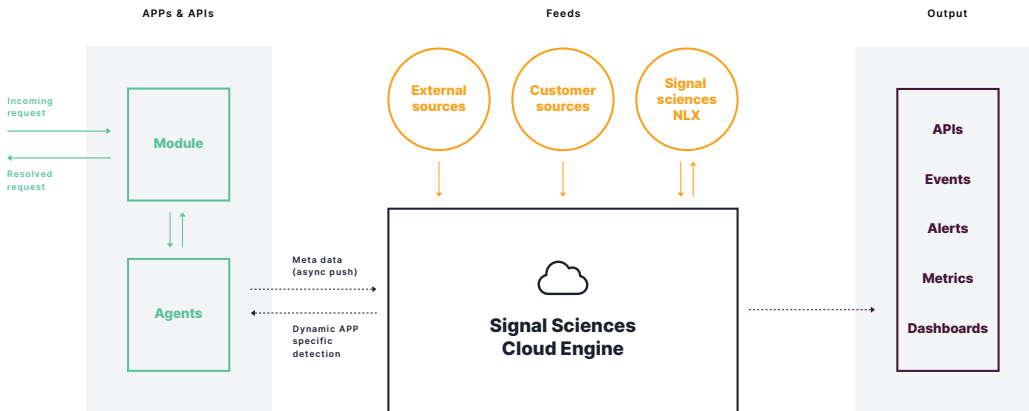 APPs & APIs
Feeds
Output
Incoming
request
Resolved
request
Module
Agents
Meta data
(async push)
Dynamic APP
specific
detection
External
sources
Customer
sources
Signal
sciences
NLX
Signal Sciences
Cloud Engine
APIs
Events
Alerts
Metrics
Dashboards